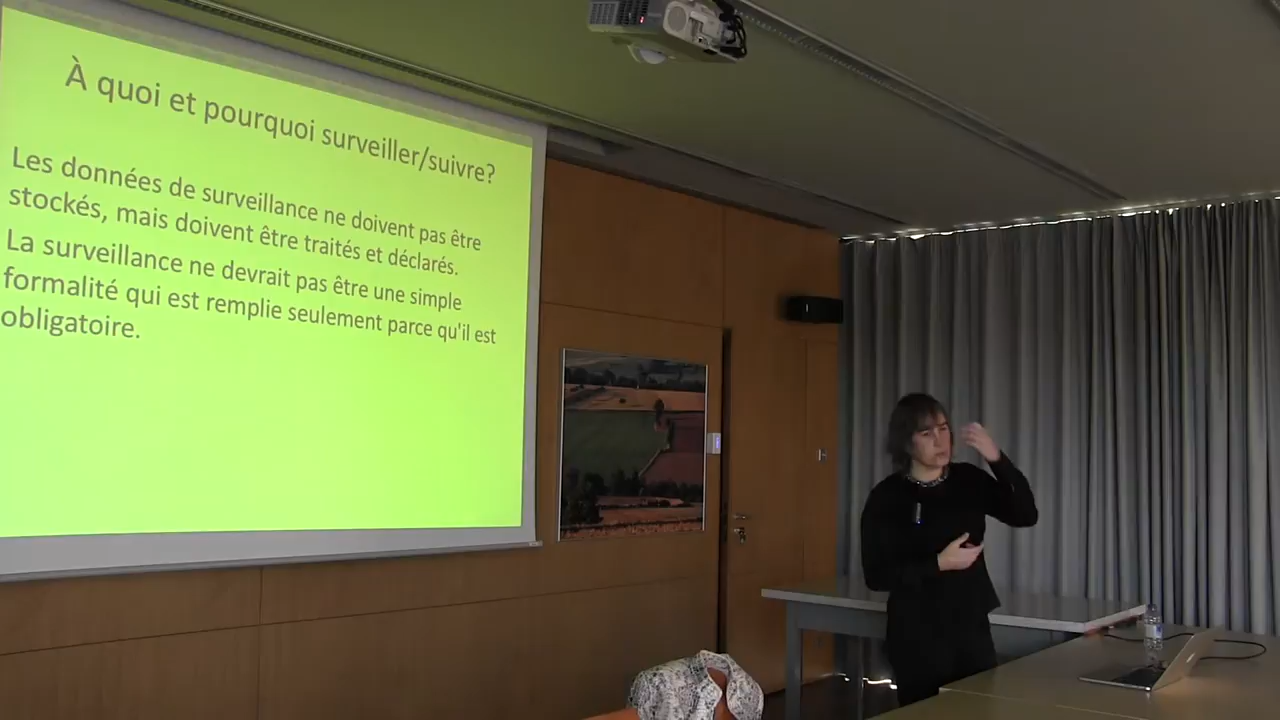 À quoi et pourquoi surveiller/suivre?
Les données de surveillance ne doivent pas être
stockés, mais doivent être traités et déclarés.
La surveillance ne devrait pas être une simple
formalité qui est remplie seulement parce qu'il est
obligatoire.